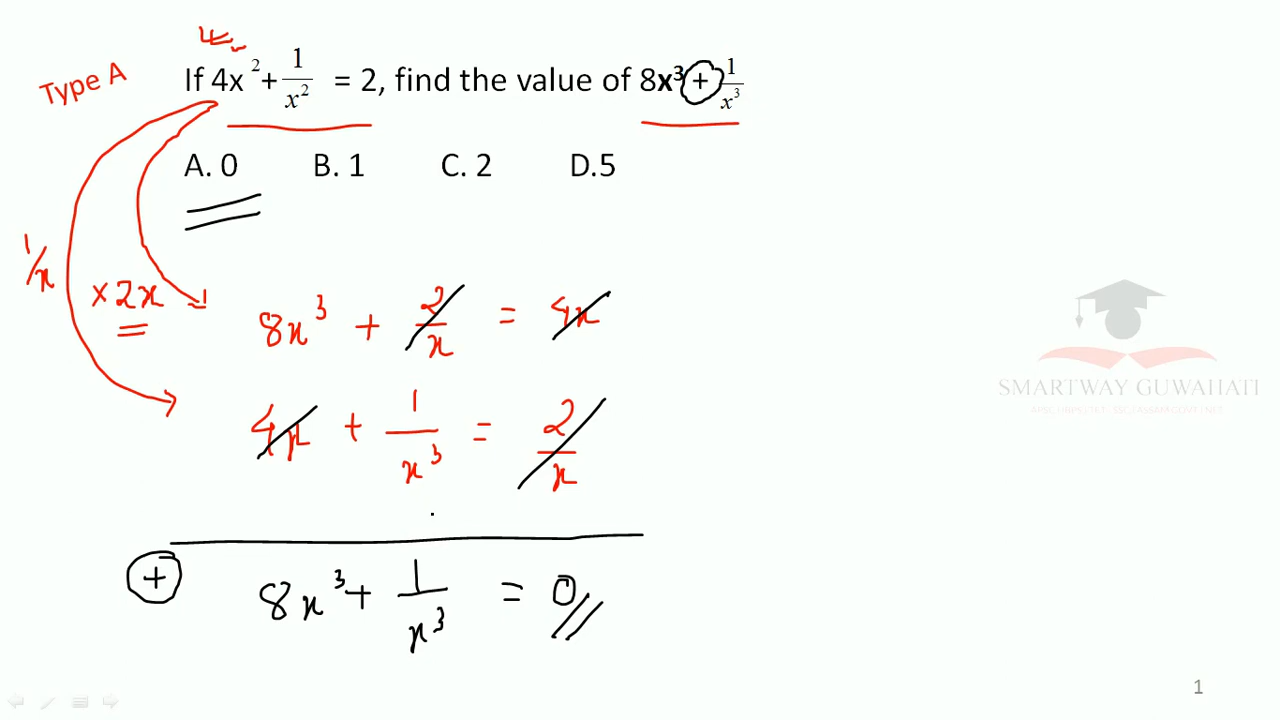 Type A
If 4x² + 1/x² = 2, find the value of 8x³ + 1/x³
A. 0 B. 1 C. 2 D.5
1/x
×2x
8x³ + 2/x = 4x
4x + 1/x³ = 2/x
+ 8x³ + 1/x³ = 0
SMARTWAY GUWAHATI
1